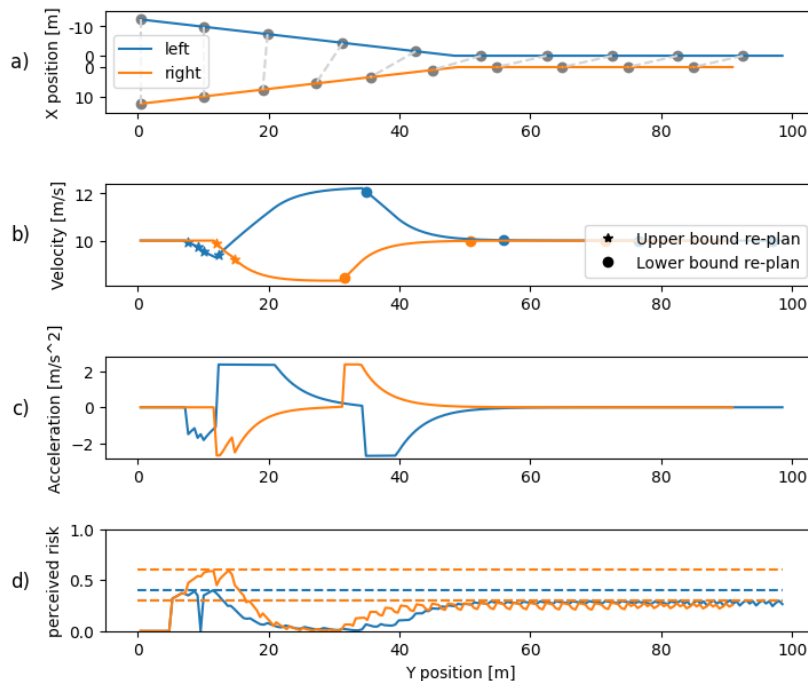 a)
X position [m]
-10
0
0
10
left
right
0
20
40
60
80
100
b)
Velocity [m/s]
12
10
Upper bound re-plan
Lower bound re-plan
0
20
40
60
80
100
c)
Acceleration [m/s^2]
2
0
−2
0
20
40
60
80
100
d)
perceived risk
1.0
0.5
0.0
0
20
40
60
80
100
Y position [m]